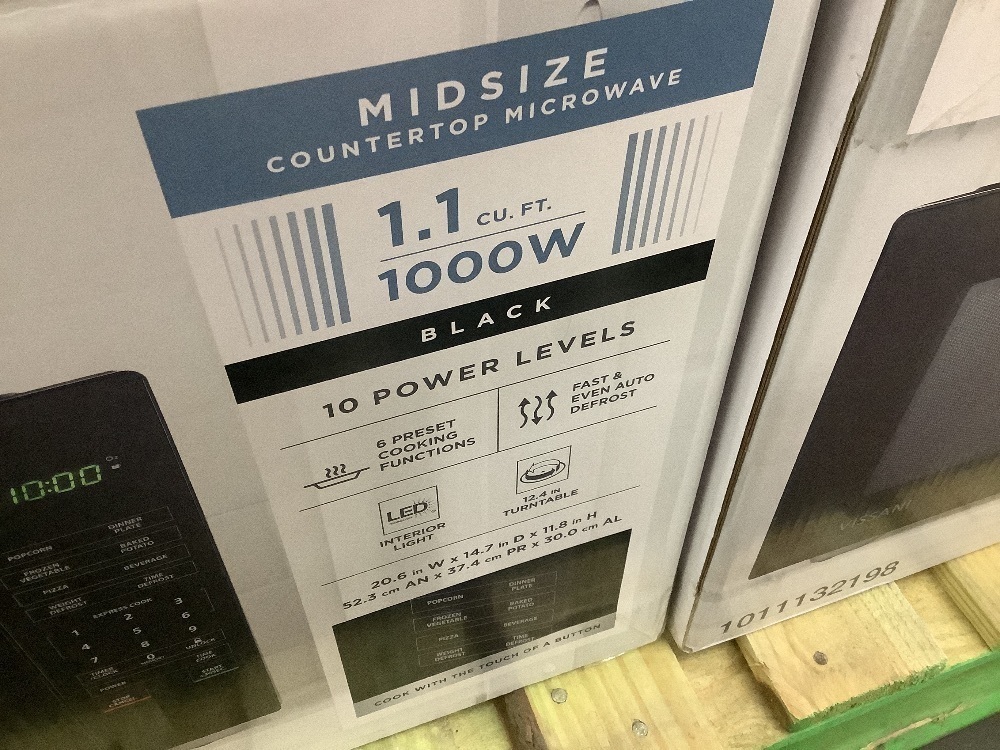 MIDSIZE
COUNTERTOP MICROWAVE
1.1 CU. FT.
1000W
BLACK
10 POWER LEVELS
6 PRESET
COOKING
FUNCTIONS
FAST &
EVEN AUTO
DEFROST
LED
INTERIOR
LIGHT
12.4 IN
TURNTABLE
20.6 in W x 14.7 in D x 11.8 in H
52.3 cm AN x 37.4 cm PR x 30.0 cm AL
POPCORN
DINNER
PLATE
FROZEN
VEGETABLE
BAKED
POTATO
PIZZA
BEVERAGE
WEIGHT
DEFROST
TIME
DEFROST
COOK WITH THE TOUCH OF A BUTTON
10:00
POPCORN
DINNER
PLATE
FROZEN
VEGETABLE
BAKED
POTATO
PIZZA
BEVERAGE
WEIGHT
DEFROST
TIME
DEFROST
EXPRESS COOK
1 2 3
4 5 6
7 8 9
0
POWER
TIME
COOK
START
VISSANI
1011132198